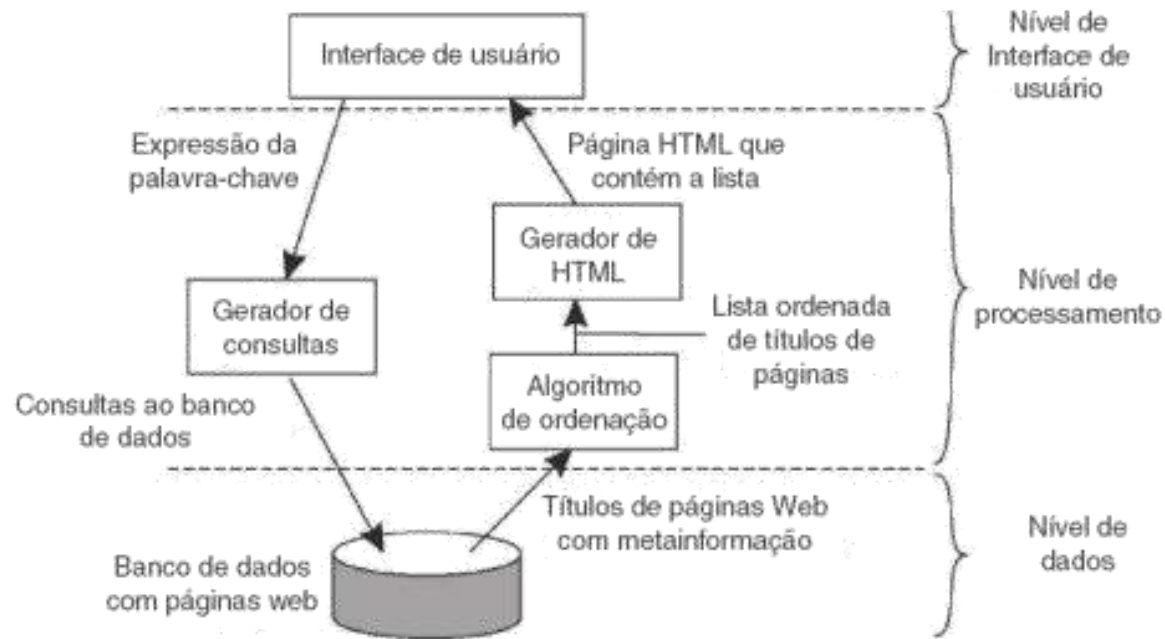 Interface de usuário
Nível de
Interface de
usuário
Expressão da
palavra-chave
Página HTML que
contém a lista
Gerador de
HTML
Gerador de
consultas
Lista ordenada
de títulos de
páginas
Nível de
processamento
Algoritmo
de ordenação
Consultas ao banco
de dados
Títulos de páginas Web
com metainformação
Banco de dados
com páginas web
Nível de
dados